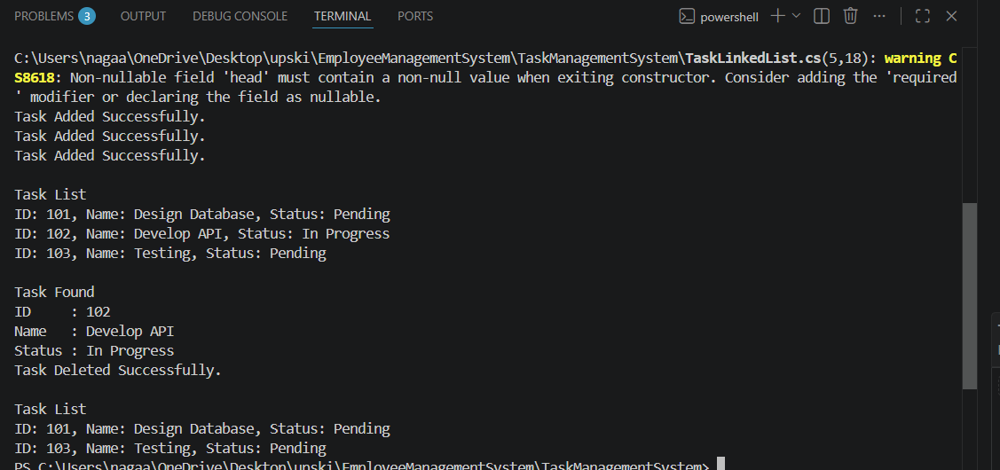 PROBLEMS 3 OUTPUT DEBUG CONSOLE TERMINAL PORTS powershell
C:\Users\nagaa\OneDrive\Desktop\upski\EmployeeManagementSystem\TaskManagementSystem\TaskLinkedList.cs(5,18): warning C
S8618: Non-nullable field 'head' must contain a non-null value when exiting constructor. Consider adding the 'required
' modifier or declaring the field as nullable.
Task Added Successfully.
Task Added Successfully.
Task Added Successfully.
Task List
ID: 101, Name: Design Database, Status: Pending
ID: 102, Name: Develop API, Status: In Progress
ID: 103, Name: Testing, Status: Pending
Task Found
ID     : 102
Name   : Develop API
Status : In Progress
Task Deleted Successfully.
Task List
ID: 101, Name: Design Database, Status: Pending
ID: 103, Name: Testing, Status: Pending
PS C:\Users\nagaa\OneDrive\Desktop\upski\EmployeeManagementSystem\TaskManagementSystem>